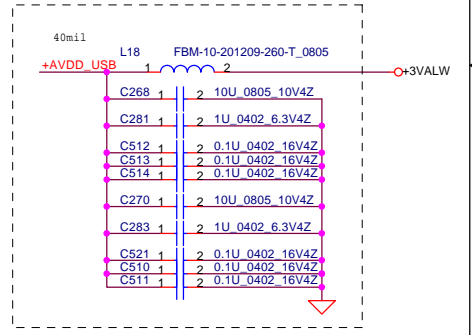 40mil
L18 FBM-10-201209-260-T_0805
+AVDD_USB 1 2 +3VALW
C268 1 2 10U_0805_10V4Z
C281 1 2 1U_0402_6.3V4Z
C512 1 2 0.1U_0402_16V4Z
C513 1 2 0.1U_0402_16V4Z
C514 1 2 0.1U_0402_16V4Z
C270 1 2 10U_0805_10V4Z
C283 1 2 1U_0402_6.3V4Z
C521 1 2 0.1U_0402_16V4Z
C510 1 2 0.1U_0402_16V4Z
C511 1 2 0.1U_0402_16V4Z